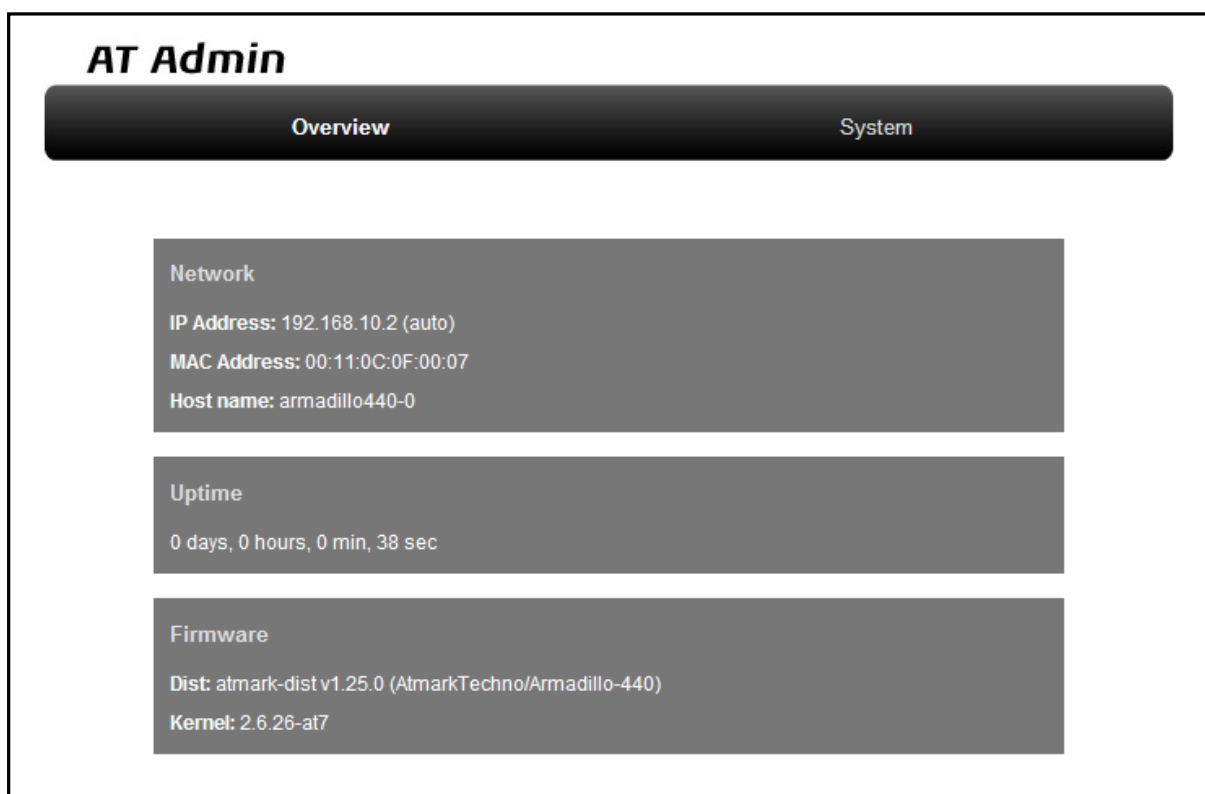 AT Admin
Overview System
Network
IP Address: 192.168.10.2 (auto)
MAC Address: 00:11:0C:0F:00:07
Host name: armadillo440-0
Uptime
0 days, 0 hours, 0 min, 38 sec
Firmware
Dist: atmark-dist v1.25.0 (AtmarkTechno/Armadillo-440)
Kernel: 2.6.26-at7